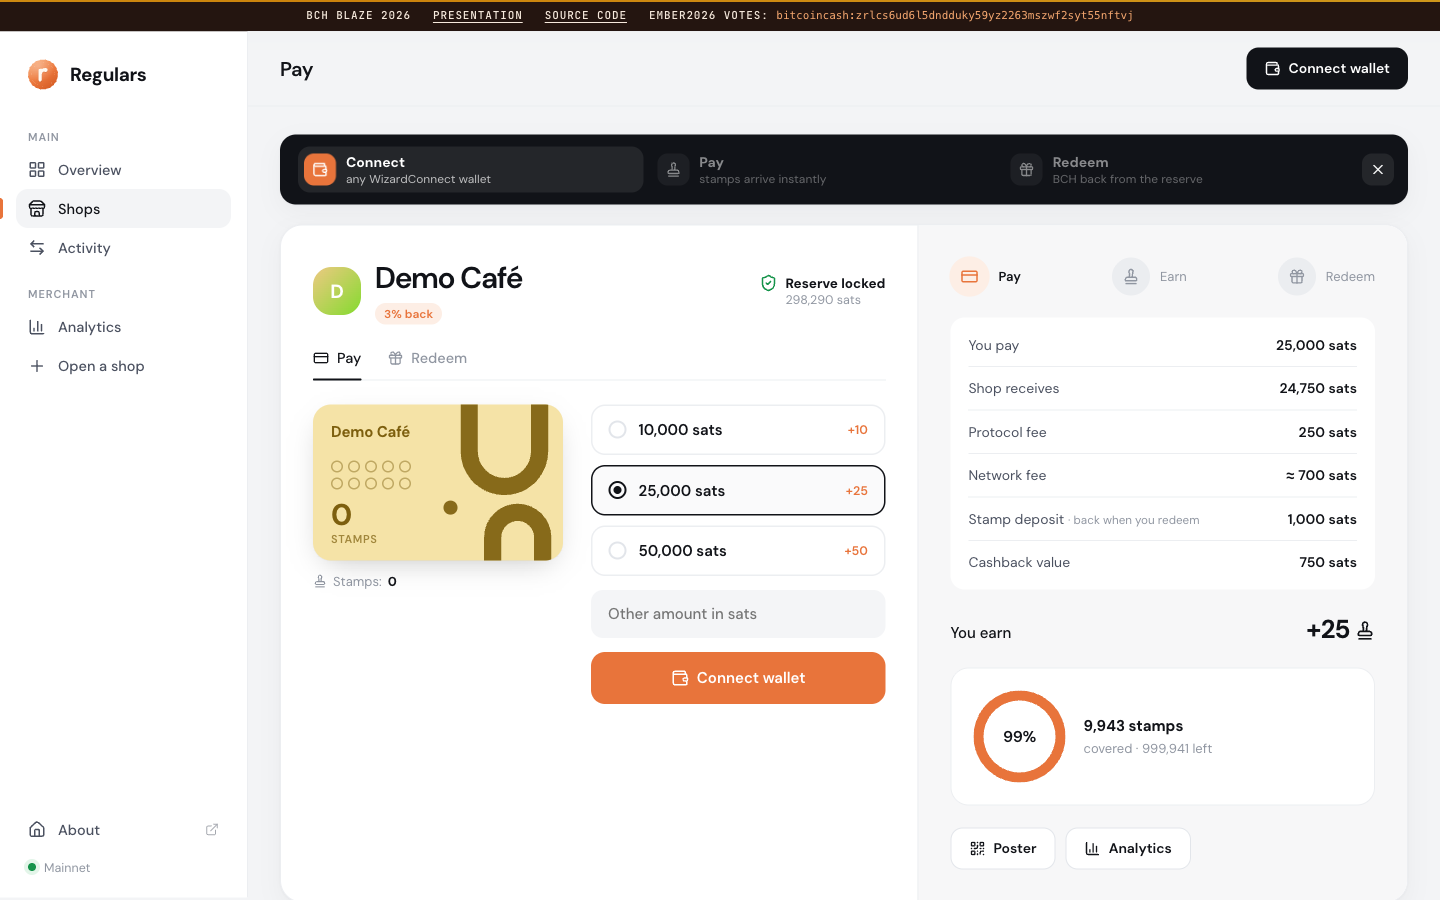 BCH BLAZE 2026 PRESENTATION SOURCE CODE EMBER2026 VOTES: bitcoincash:zrlcs6ud6l5dndduky59yz2263mszwf2syt55nftvj
Regulars
MAIN
Overview
Shops
Activity
MERCHANT
Analytics
Open a shop
About
Mainnet
Pay
Connect wallet
Connect
any WizardConnect wallet
Pay
stamps arrive instantly
Redeem
BCH back from the reserve
D
Demo Café
3% back
Reserve locked
298,290 sats
Pay
Redeem
Demo Café
0
STAMPS
Stamps: 0
10,000 sats +10
25,000 sats +25
50,000 sats +50
Other amount in sats
Connect wallet
Pay
Earn
Redeem
You pay 25,000 sats
Shop receives 24,750 sats
Protocol fee 250 sats
Network fee ≈ 700 sats
Stamp deposit · back when you redeem 1,000 sats
Cashback value 750 sats
You earn +25
99%
9,943 stamps
covered · 999,941 left
Poster
Analytics